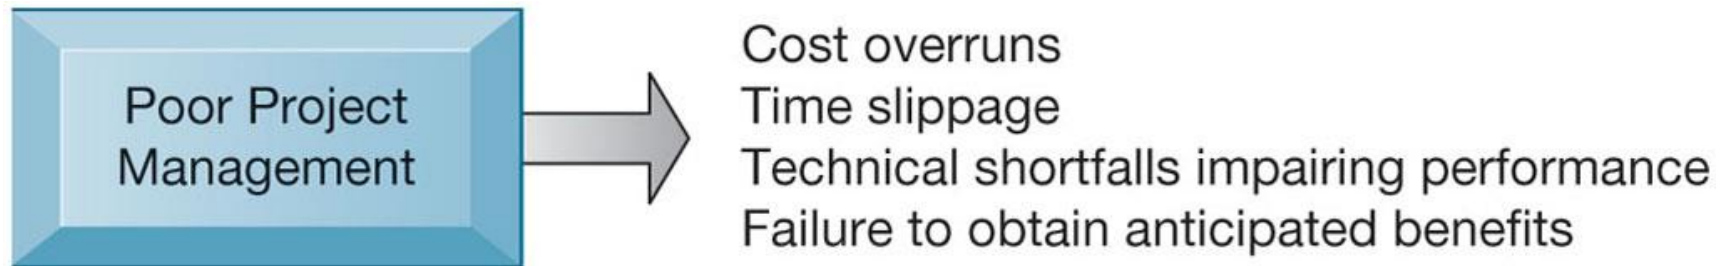 Poor Project
Management
Cost overruns
Time slippage
Technical shortfalls impairing performance
Failure to obtain anticipated benefits